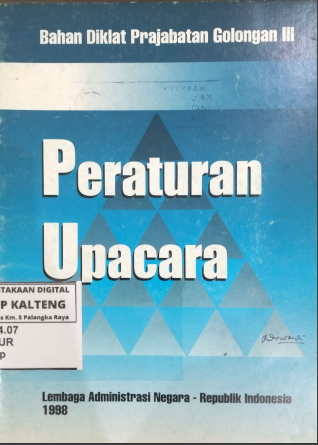 Bahan Diklat Prajabatan Golongan III
Peraturan
Upacara
STAKAAN DIGITAL
P KALTENG
s Km. 5 Palangka Raya
4.07
UR
p
Lembaga Administrasi Negara - Republik Indonesia
1998